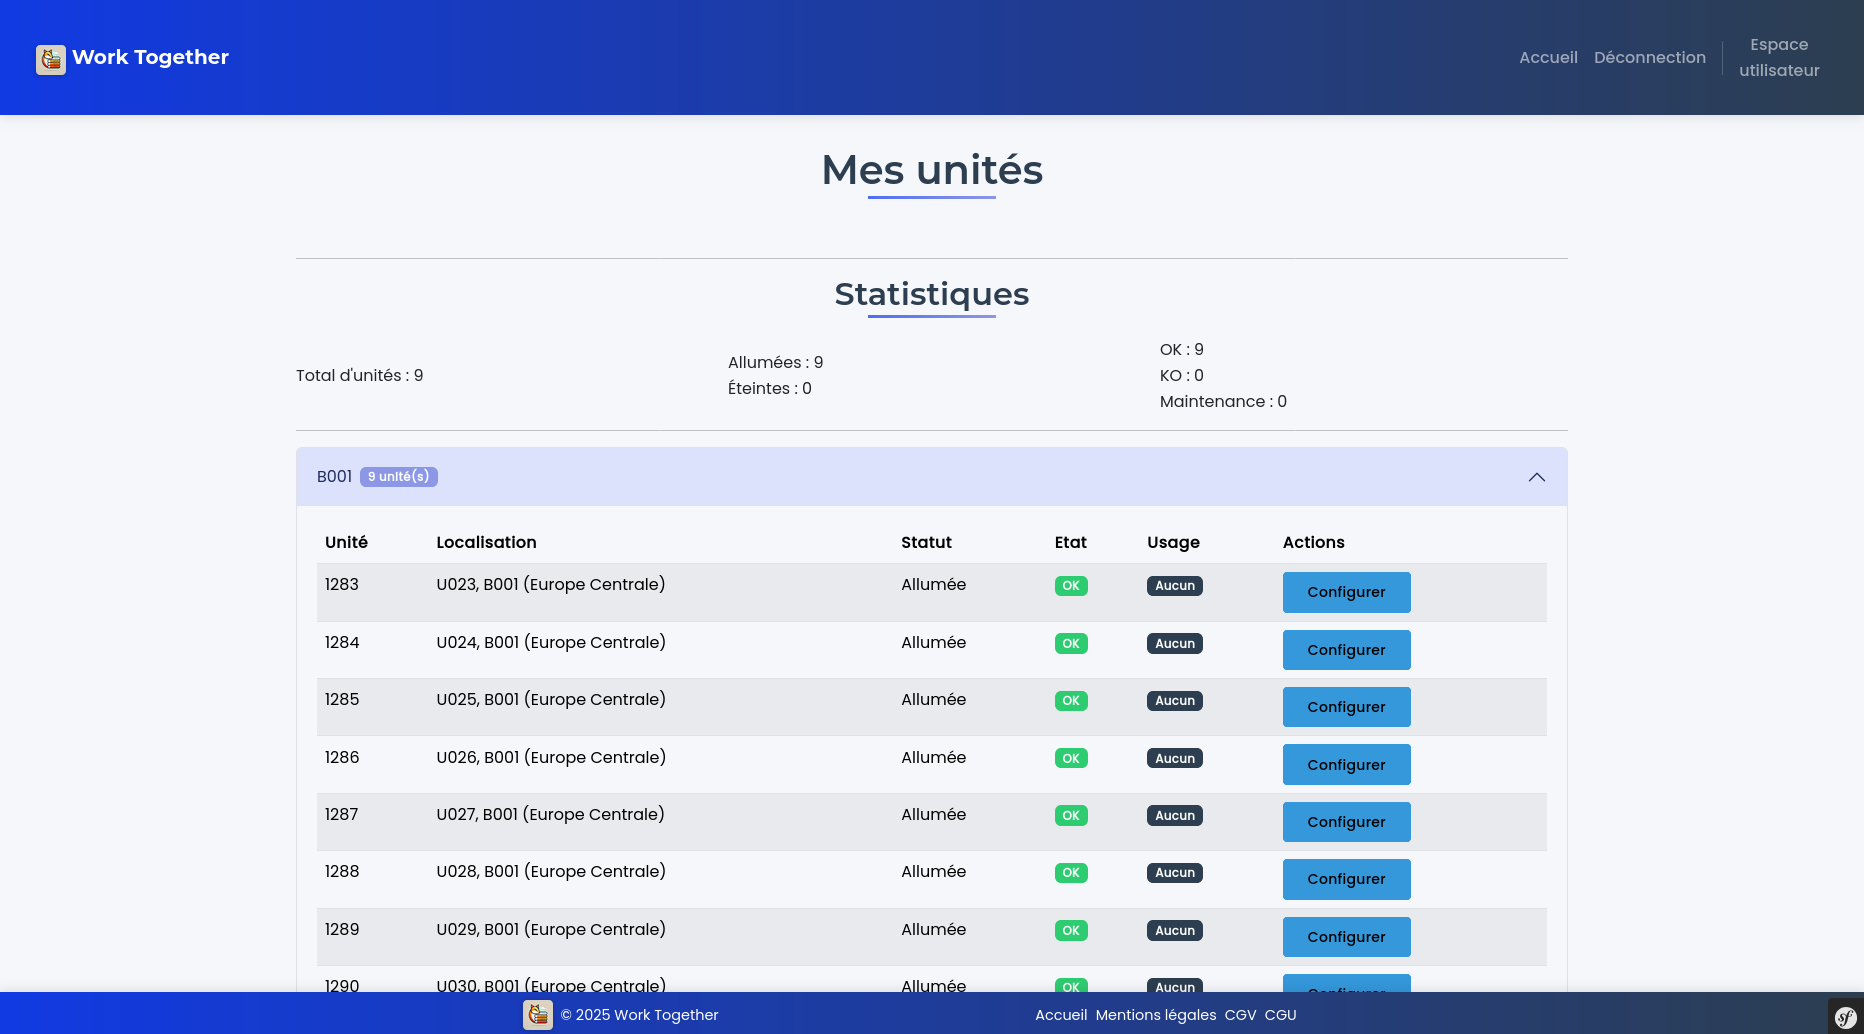 Work Together
Accueil Déconnection Espace utilisateur
Mes unités
Statistiques
Total d'unités : 9
Allumées : 9
Éteintes : 0
OK : 9
KO : 0
Maintenance : 0
B001 9 unité(s)
Unité Localisation Statut Etat Usage Actions
1283 U023, B001 (Europe Centrale) Allumée OK Aucun Configurer
1284 U024, B001 (Europe Centrale) Allumée OK Aucun Configurer
1285 U025, B001 (Europe Centrale) Allumée OK Aucun Configurer
1286 U026, B001 (Europe Centrale) Allumée OK Aucun Configurer
1287 U027, B001 (Europe Centrale) Allumée OK Aucun Configurer
1288 U028, B001 (Europe Centrale) Allumée OK Aucun Configurer
1289 U029, B001 (Europe Centrale) Allumée OK Aucun Configurer
1290 U030, B001 (Europe Centrale) Allumée OK Aucun Configurer
© 2025 Work Together
Accueil Mentions légales CGV CGU
sf